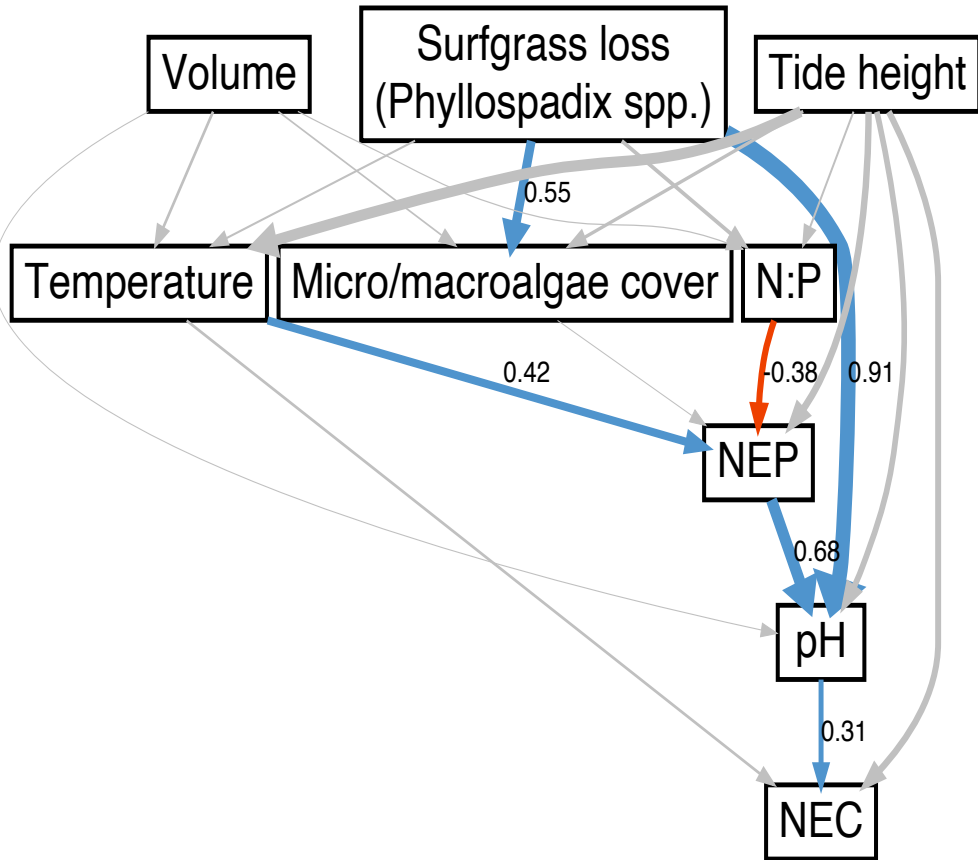 Volume
Surfgrass loss
(Phyllospadix spp.)
Tide height
0.55
Temperature
Micro/macroalgae cover
N:P
0.42
-0.38
0.91
NEP
0.68
pH
0.31
NEC